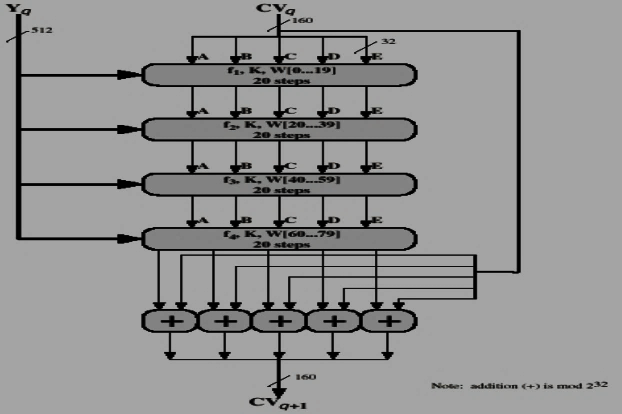 Yq CVq
512 160
32
A B C D E
f1, K, W[0...19]
20 steps
A B C D E
f2, K, W[20...39]
20 steps
A B C D E
f3, K, W[40...59]
20 steps
A B C D E
f4, K, W[60...79]
20 steps
+ + + + +
160
Note: addition (+) is mod 2^32
CVq+1